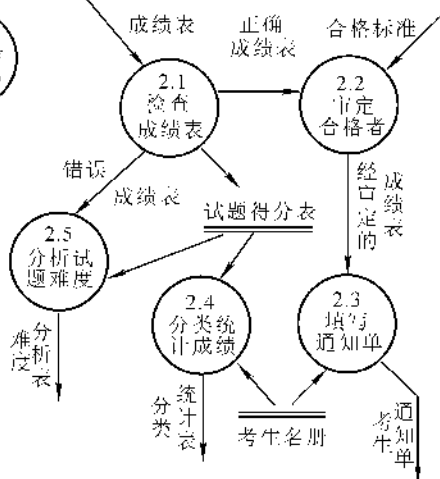 成绩表
正确
成绩表
合格标准
2.1
检查
成绩表
2.2
审定
合格者
错误
成绩表
试题得分表
经审定的
成绩表
2.5
分析试
题难度
2.4
分类统
计成绩
2.3
填写
通知单
难度
分析表
分类
统计表
考生名册
考生
通知单